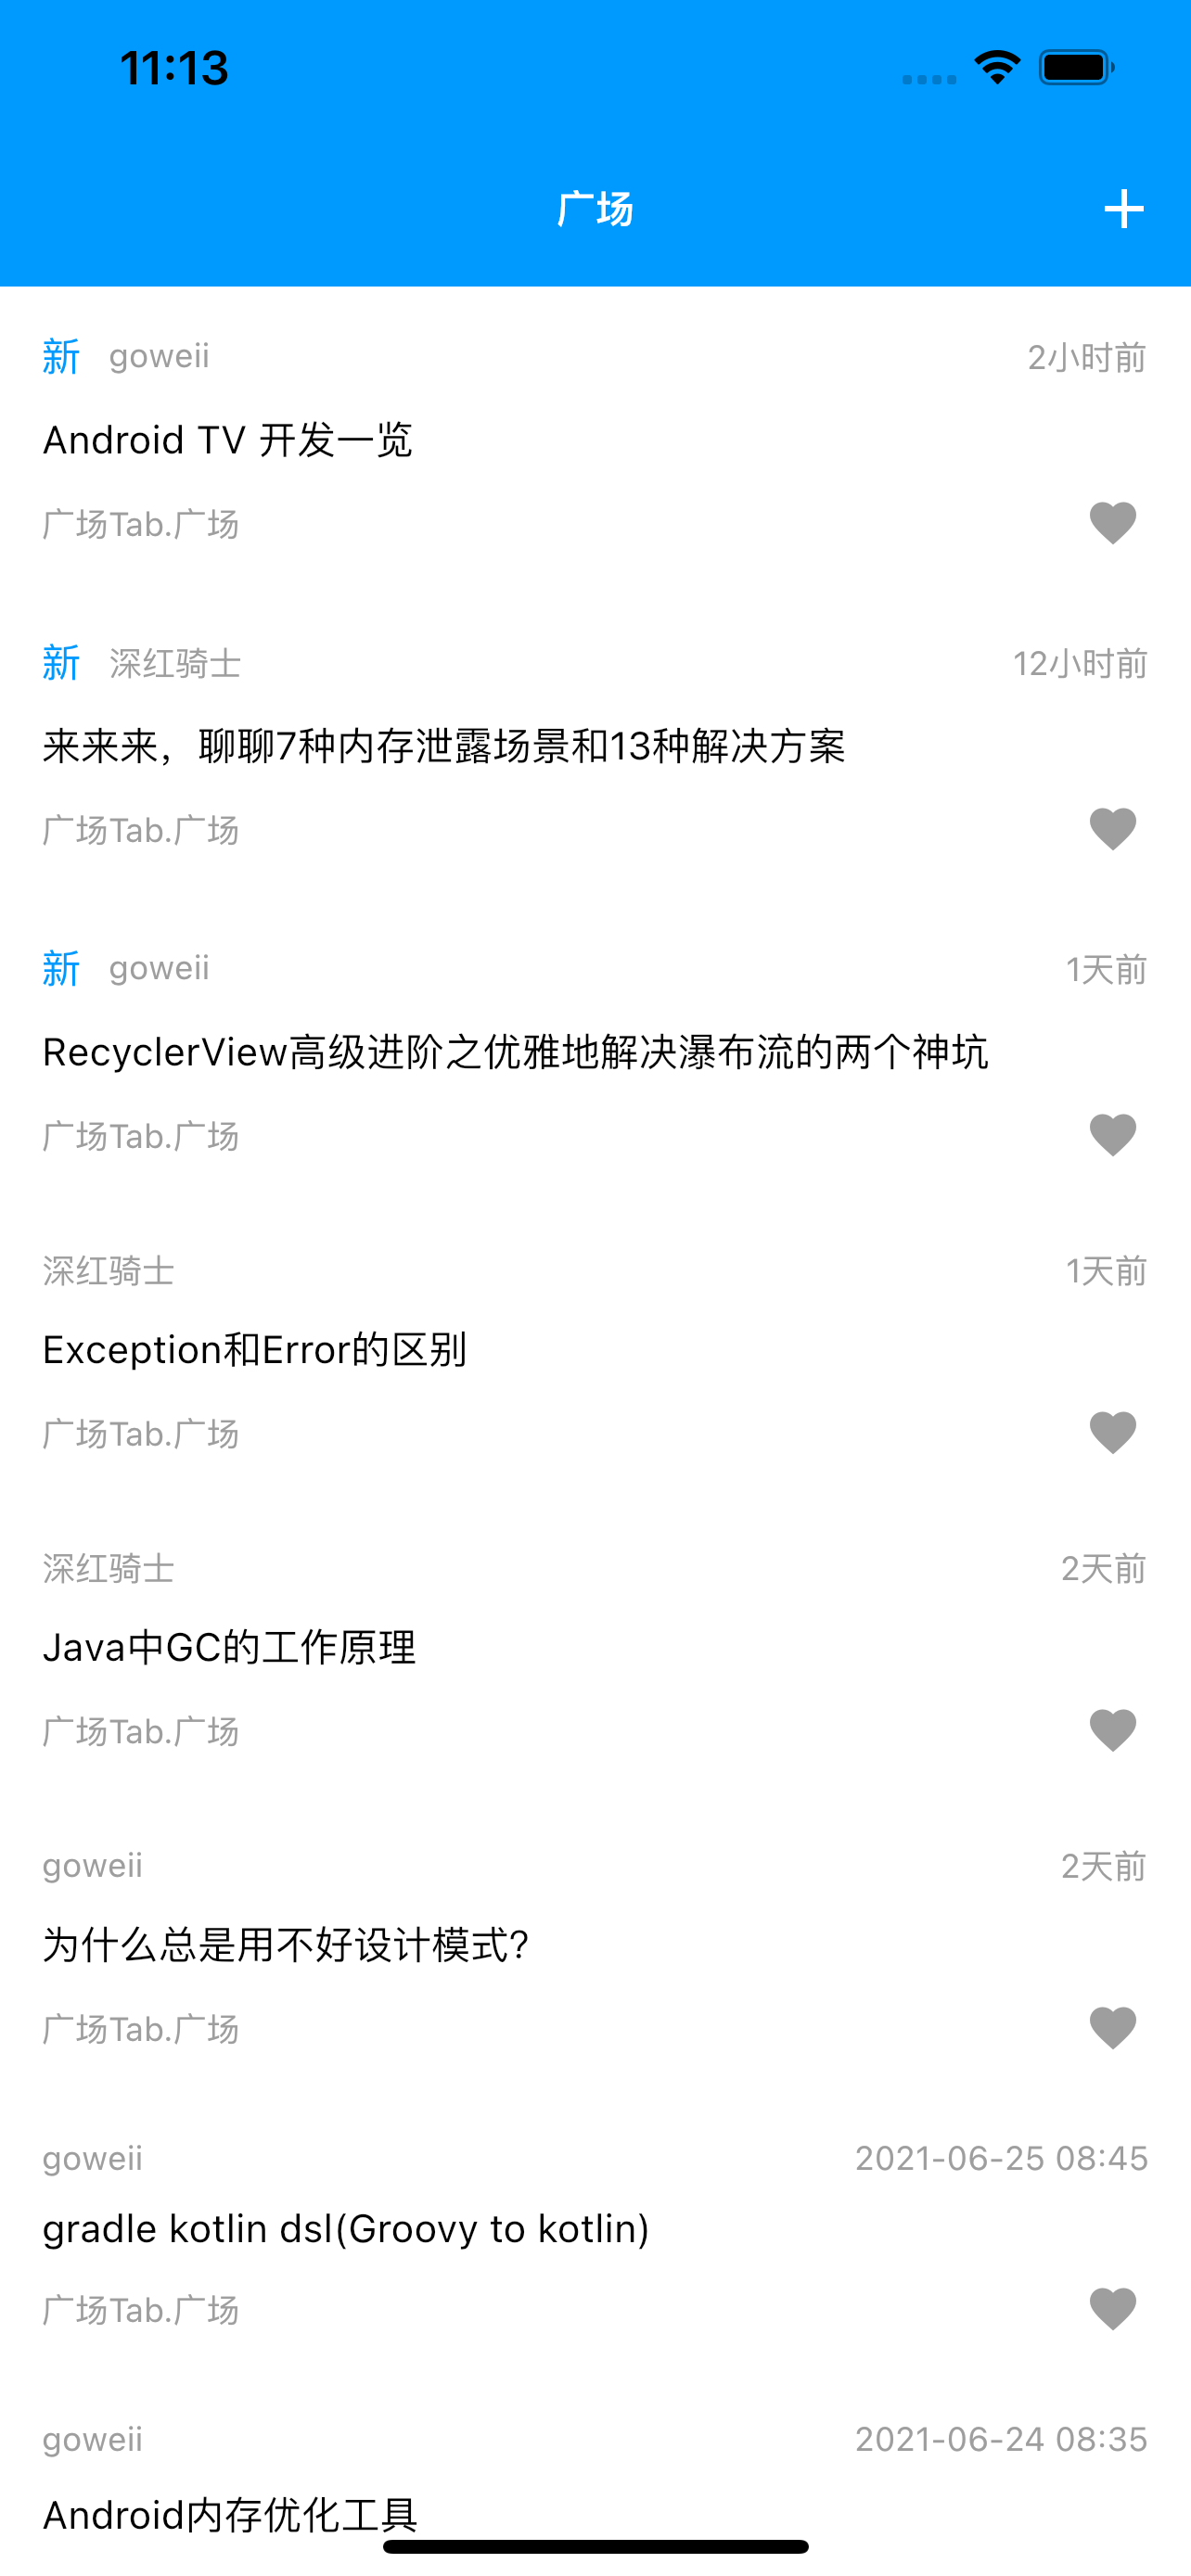 11:13
广场
新 goweii 2小时前
Android TV 开发一览
广场Tab.广场
新 深红骑士 12小时前
来来来，聊聊7种内存泄露场景和13种解决方案
广场Tab.广场
新 goweii 1天前
RecyclerView高级进阶之优雅地解决瀑布流的两个神坑
广场Tab.广场
深红骑士 1天前
Exception和Error的区别
广场Tab.广场
深红骑士 2天前
Java中GC的工作原理
广场Tab.广场
goweii 2天前
为什么总是用不好设计模式?
广场Tab.广场
goweii 2021-06-25 08:45
gradle kotlin dsl(Groovy to kotlin)
广场Tab.广场
goweii 2021-06-24 08:35
Android内存优化工具